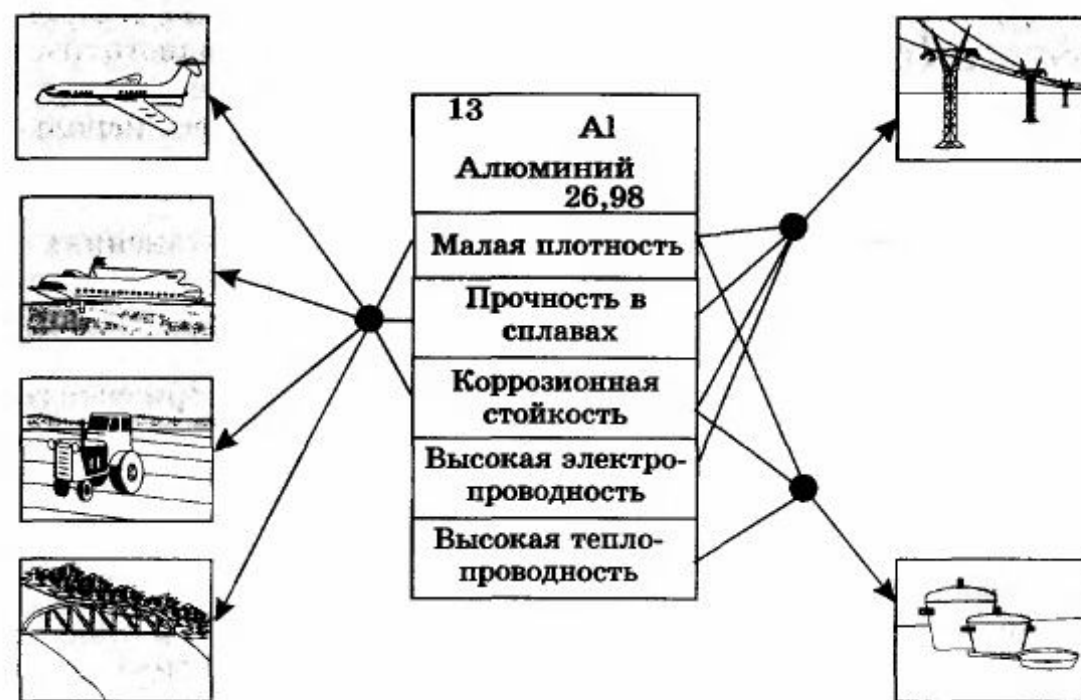 13
Al
Алюминий
26,98
Малая плотность
Прочность в
сплавах
Коррозионная
стойкость
Высокая электро-
проводность
Высокая тепло-
проводность